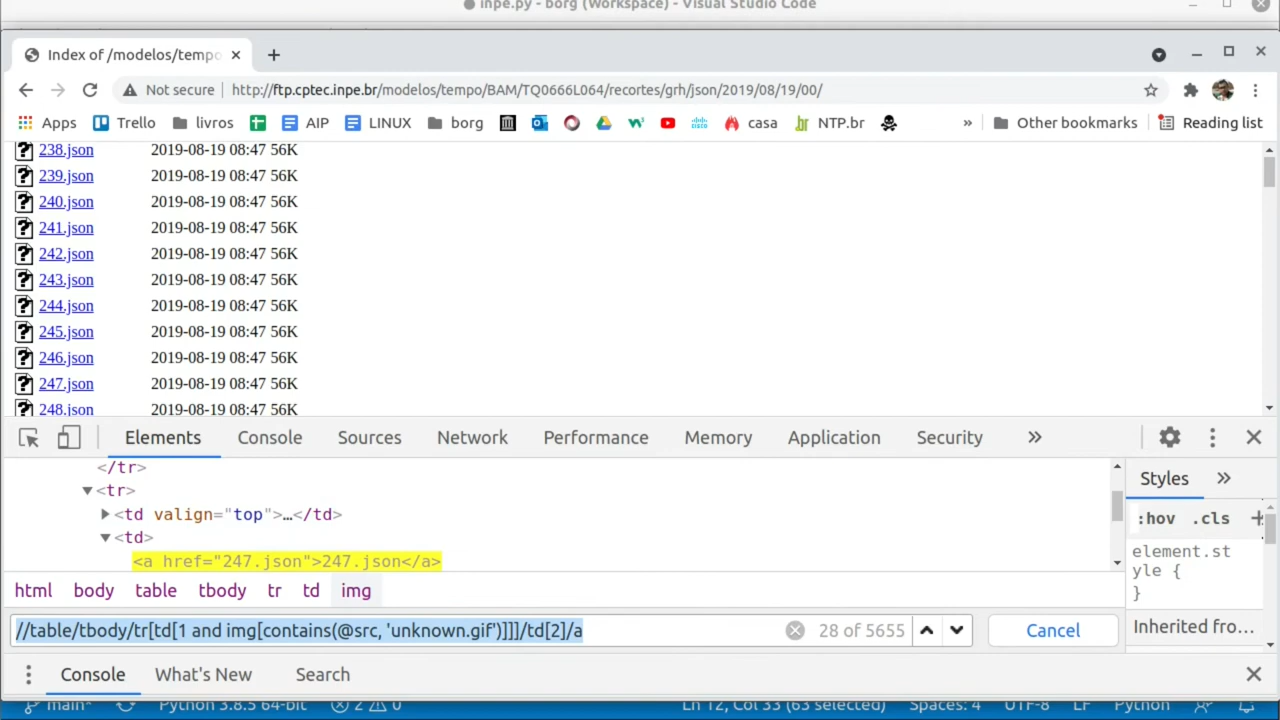 inpe.py - borg (Workspace) - Visual Studio Code
Index of /modelos/tempo
Not secure http://ftp.cptec.inpe.br/modelos/tempo/BAM/TQ0666L064/recortes/grh/json/2019/08/19/00/
Apps Trello livros AIP LINUX borg casa NTP.br » Other bookmarks Reading list
238.json 2019-08-19 08:47 56K
239.json 2019-08-19 08:47 56K
240.json 2019-08-19 08:47 56K
241.json 2019-08-19 08:47 56K
242.json 2019-08-19 08:47 56K
243.json 2019-08-19 08:47 56K
244.json 2019-08-19 08:47 56K
245.json 2019-08-19 08:47 56K
246.json 2019-08-19 08:47 56K
247.json 2019-08-19 08:47 56K
248.json 2019-08-19 08:47 56K
Elements Console Sources Network Performance Memory Application Security »
</tr>
<tr>
<td valign="top">…</td>
<td>
<a href="247.json">247.json</a>
Styles »
:hov .cls +
element.st
yle {
}
Inherited fro…
html body table tbody tr td img
//table/tbody/tr[td[1 and img[contains(@src, 'unknown.gif')]]]/td[2]/a 28 of 5655 Cancel
Console What's New Search
main* Python 3.8.5 64-bit 2 0 Ln 12, Col 33 (63 selected) Spaces: 4 UTF-8 LF Python